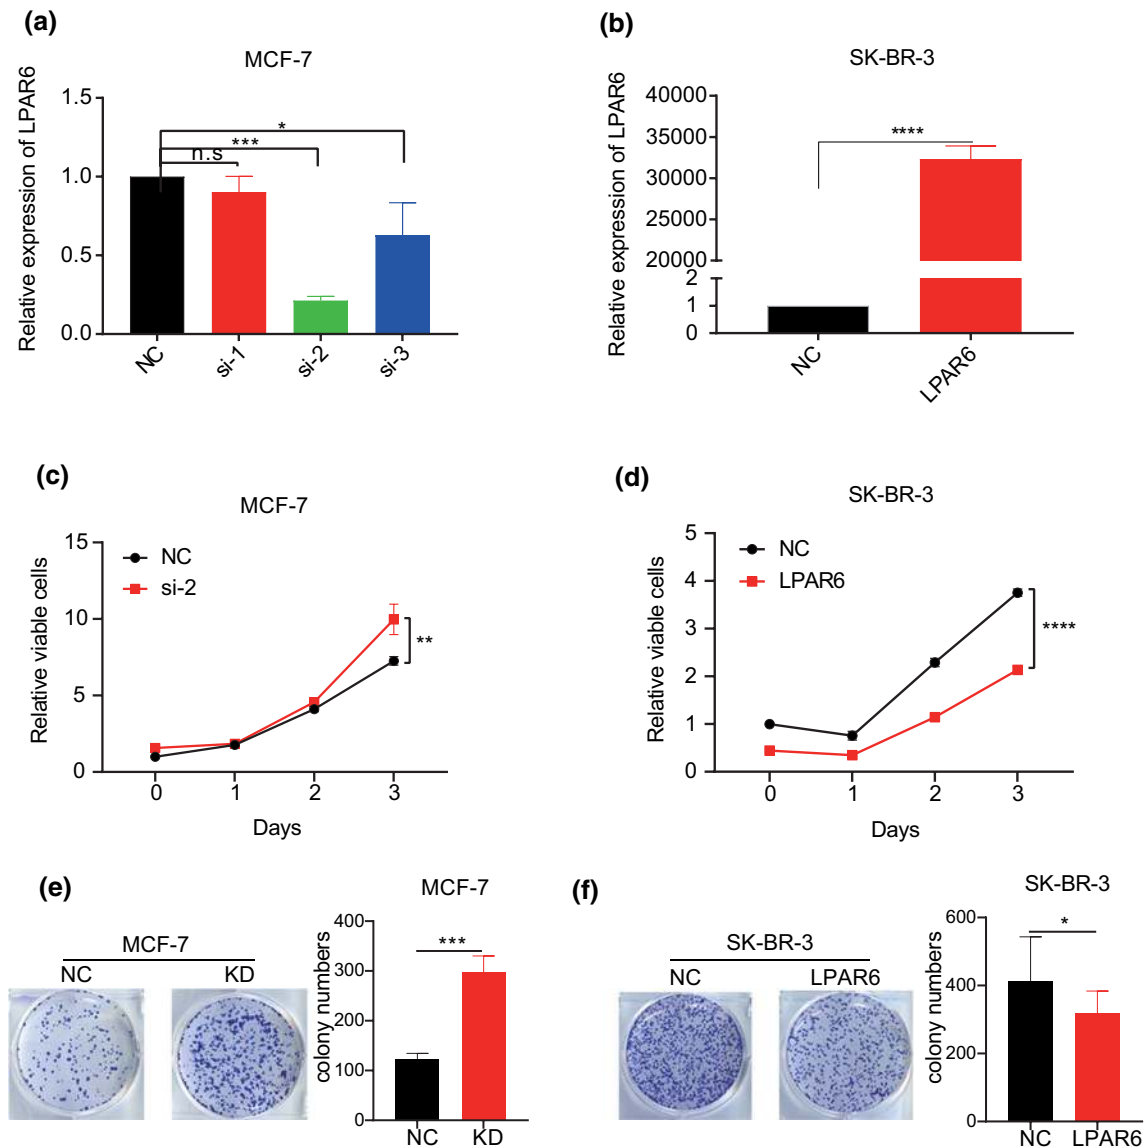 (a)
MCF-7
Relative expression of LPAR6
1.5
1.0
0.5
0.0
*
***
n.s
NC
si-1
si-2
si-3
(b)
SK-BR-3
Relative expression of LPAR6
40000
35000
30000
25000
20000
2
1
0
****
NC
LPAR6
(c)
MCF-7
Relative viable cells
15
10
5
0
NC
si-2
**
0 1 2 3
Days
(d)
SK-BR-3
Relative viable cells
5
4
3
2
1
0
NC
LPAR6
****
0 1 2 3
Days
(e)
MCF-7
NC KD
MCF-7
colony numbers
400
300
200
100
0
***
NC KD
(f)
SK-BR-3
NC LPAR6
SK-BR-3
colony numbers
600
400
200
0
*
NC LPAR6